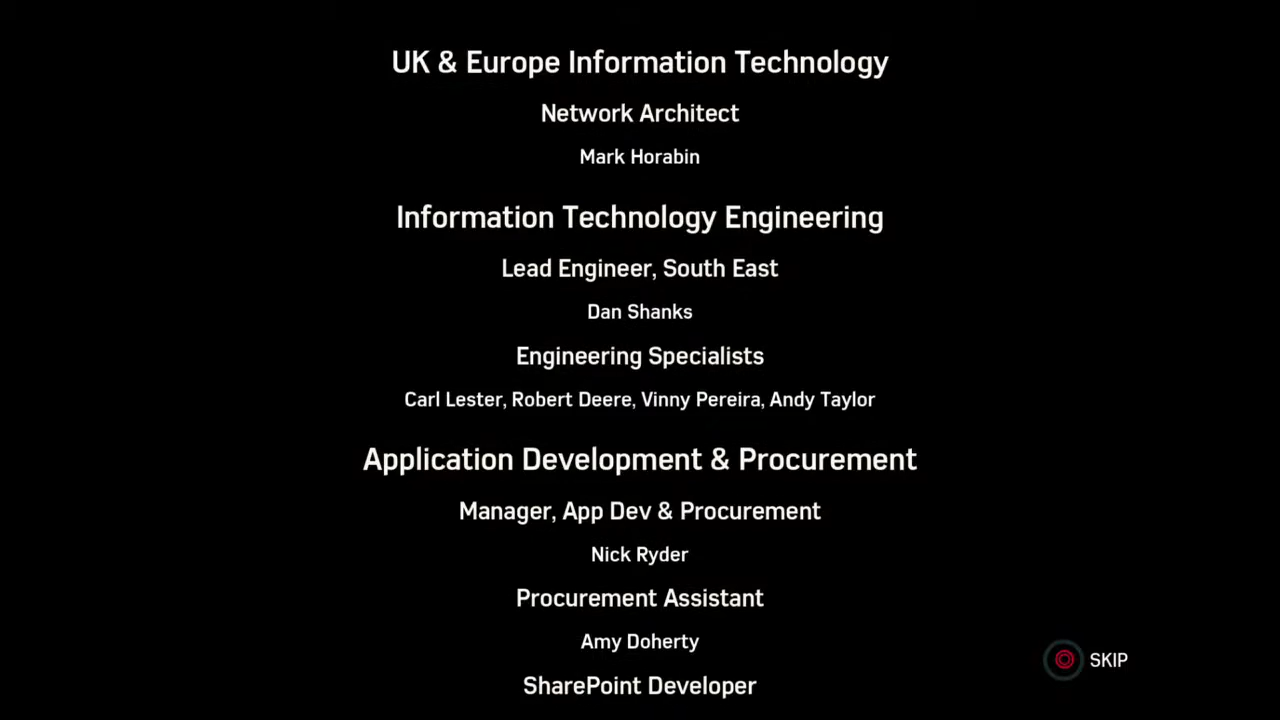 UK & Europe Information Technology
Network Architect
Mark Horabin
Information Technology Engineering
Lead Engineer, South East
Dan Shanks
Engineering Specialists
Carl Lester, Robert Deere, Vinny Pereira, Andy Taylor
Application Development & Procurement
Manager, App Dev & Procurement
Nick Ryder
Procurement Assistant
Amy Doherty
SKIP
SharePoint Developer